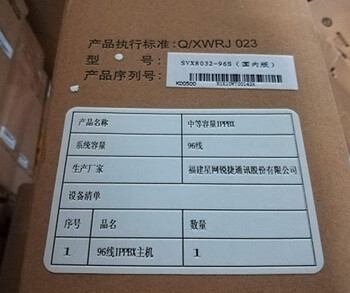 产品执行标准:Q/XWRJ 023
型 号: SVX8032-96S(国内版)
产品序列号:
K00500
产品名称 中等容量IPPBX
系统容量 96线
生产厂家 福建星网锐捷通讯股份有限公司
设备清单
序号 品名 数量
1 96线IPPBX主机 1